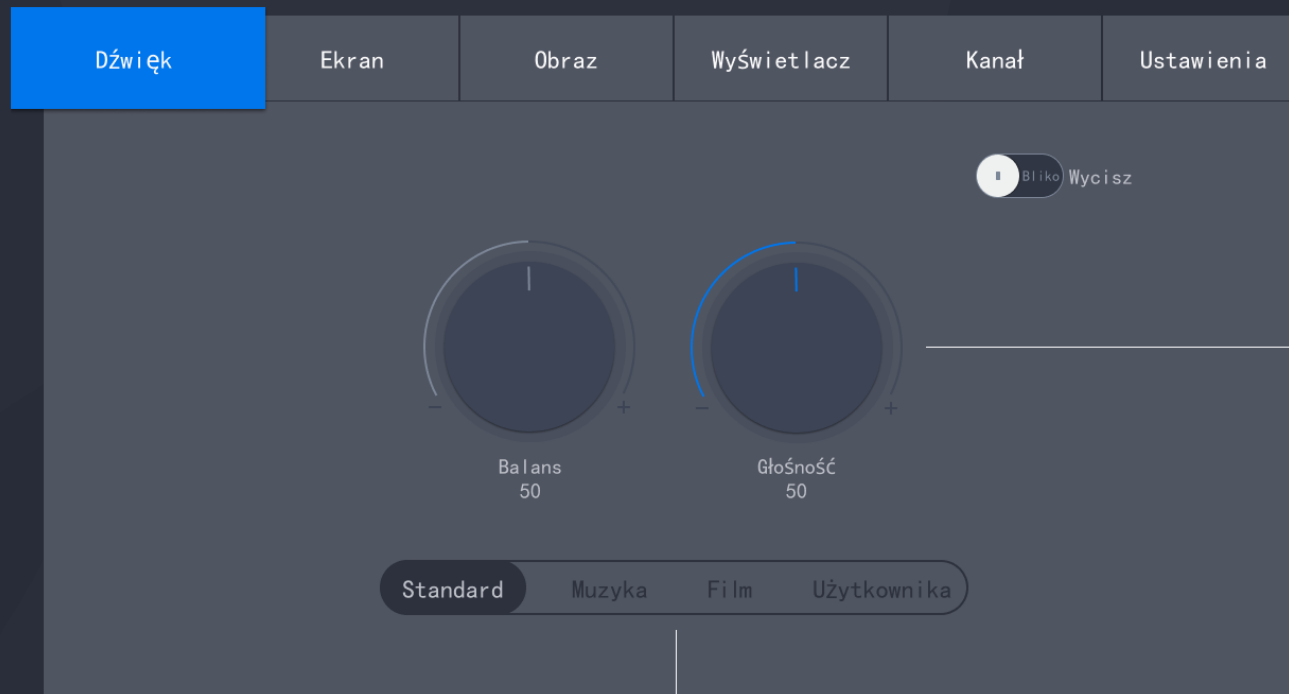 Dźwięk
Ekran
Obraz
Wyświetlacz
Kanał
Ustawienia
Bliko
Wycisz
- +
- +
Balans
50
Głośność
50
Standard
Muzyka
Film
Użytkownika